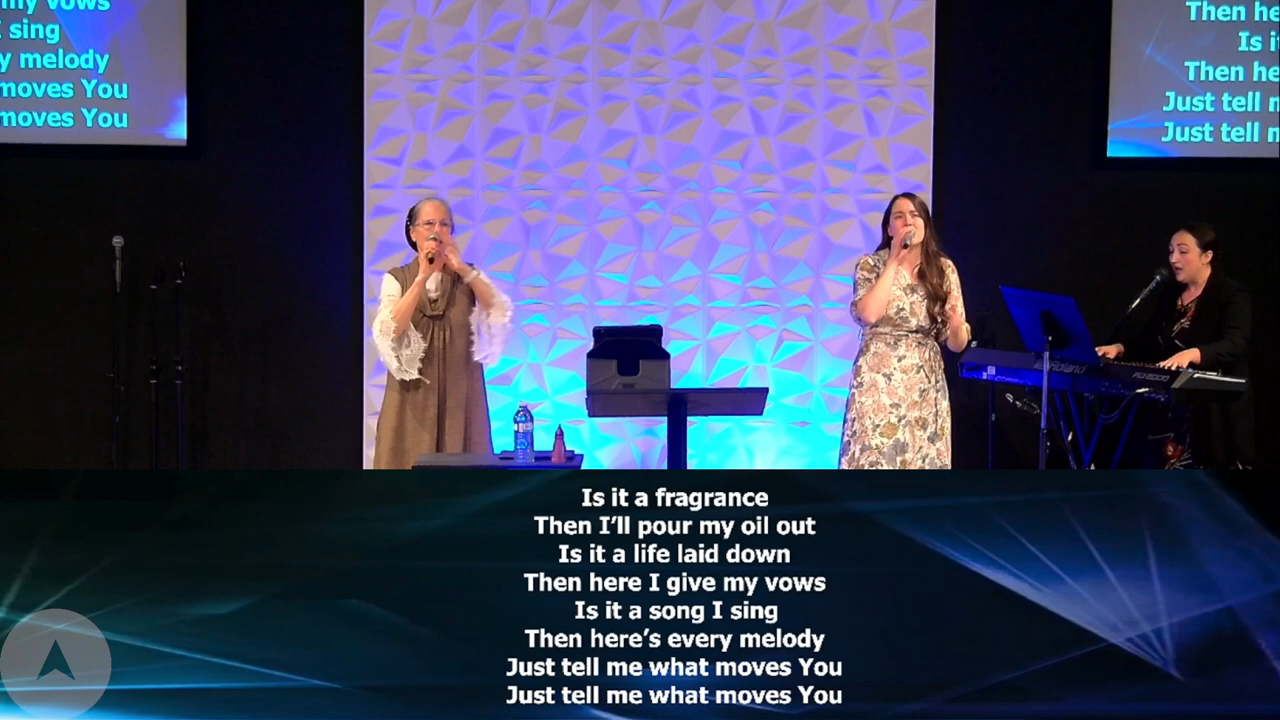 my vows
I sing
y melody
moves You
moves You
Then he
Is i
Then he
Just tell
Just tell
Roland
Is it a fragrance
Then I'll pour my oil out
Is it a life laid down
Then here I give my vows
Is it a song I sing
Then here's every melody
Just tell me what moves You
Just tell me what moves You